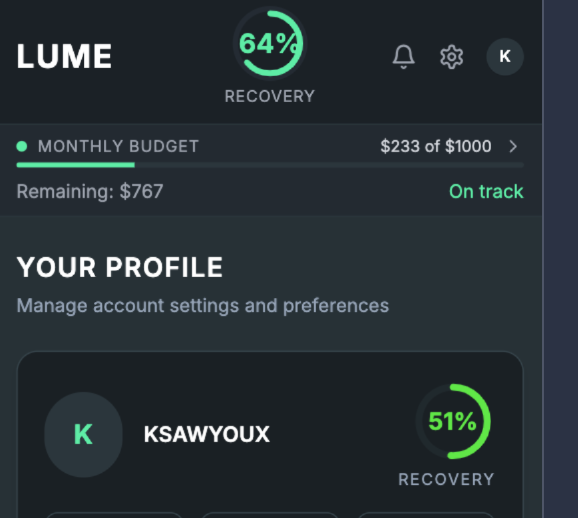 LUME
64%
RECOVERY
K
MONTHLY BUDGET
$233 of $1000
Remaining: $767
On track
YOUR PROFILE
Manage account settings and preferences
K
KSAWYOUX
51%
RECOVERY